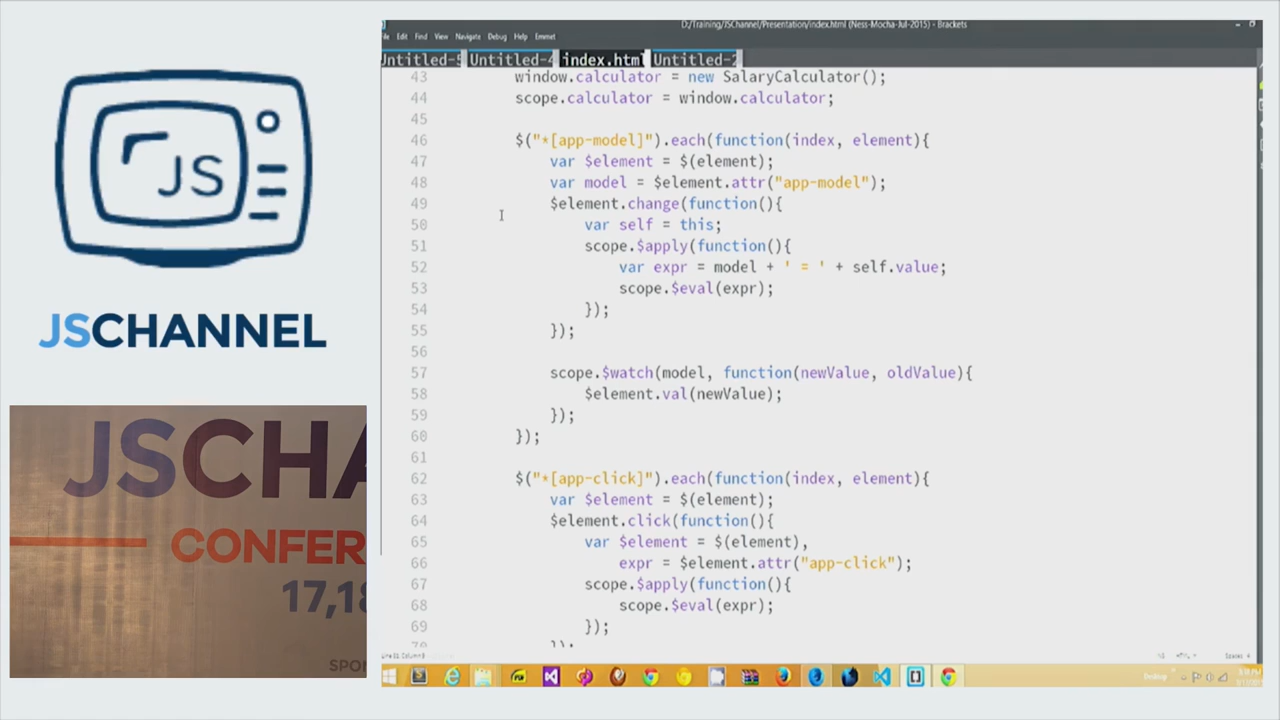 JS
JSCHANNEL
JSCHA
CONFER
17,18
SPON
D:/Training/JSChannel/Presentation/index.html (Ness-Mocha-Jul-2015) - Brackets
File Edit Find View Navigate Debug Help Emmet
Untitled-5 Untitled-4 index.html Untitled-2
43 window.calculator = new SalaryCalculator();
44 scope.calculator = window.calculator;
45
46 $("*[app-model]").each(function(index, element){
47 var $element = $(element);
48 var model = $element.attr("app-model");
49 $element.change(function(){
50 var self = this;
51 scope.$apply(function(){
52 var expr = model + ' = ' + self.value;
53 scope.$eval(expr);
54 });
55 });
56
57 scope.$watch(model, function(newValue, oldValue){
58 $element.val(newValue);
59 });
60 });
61
62 $("*[app-click]").each(function(index, element){
63 var $element = $(element);
64 $element.click(function(){
65 var $element = $(element),
66 expr = $element.attr("app-click");
67 scope.$apply(function(){
68 scope.$eval(expr);
69 });
70 });
Desktop